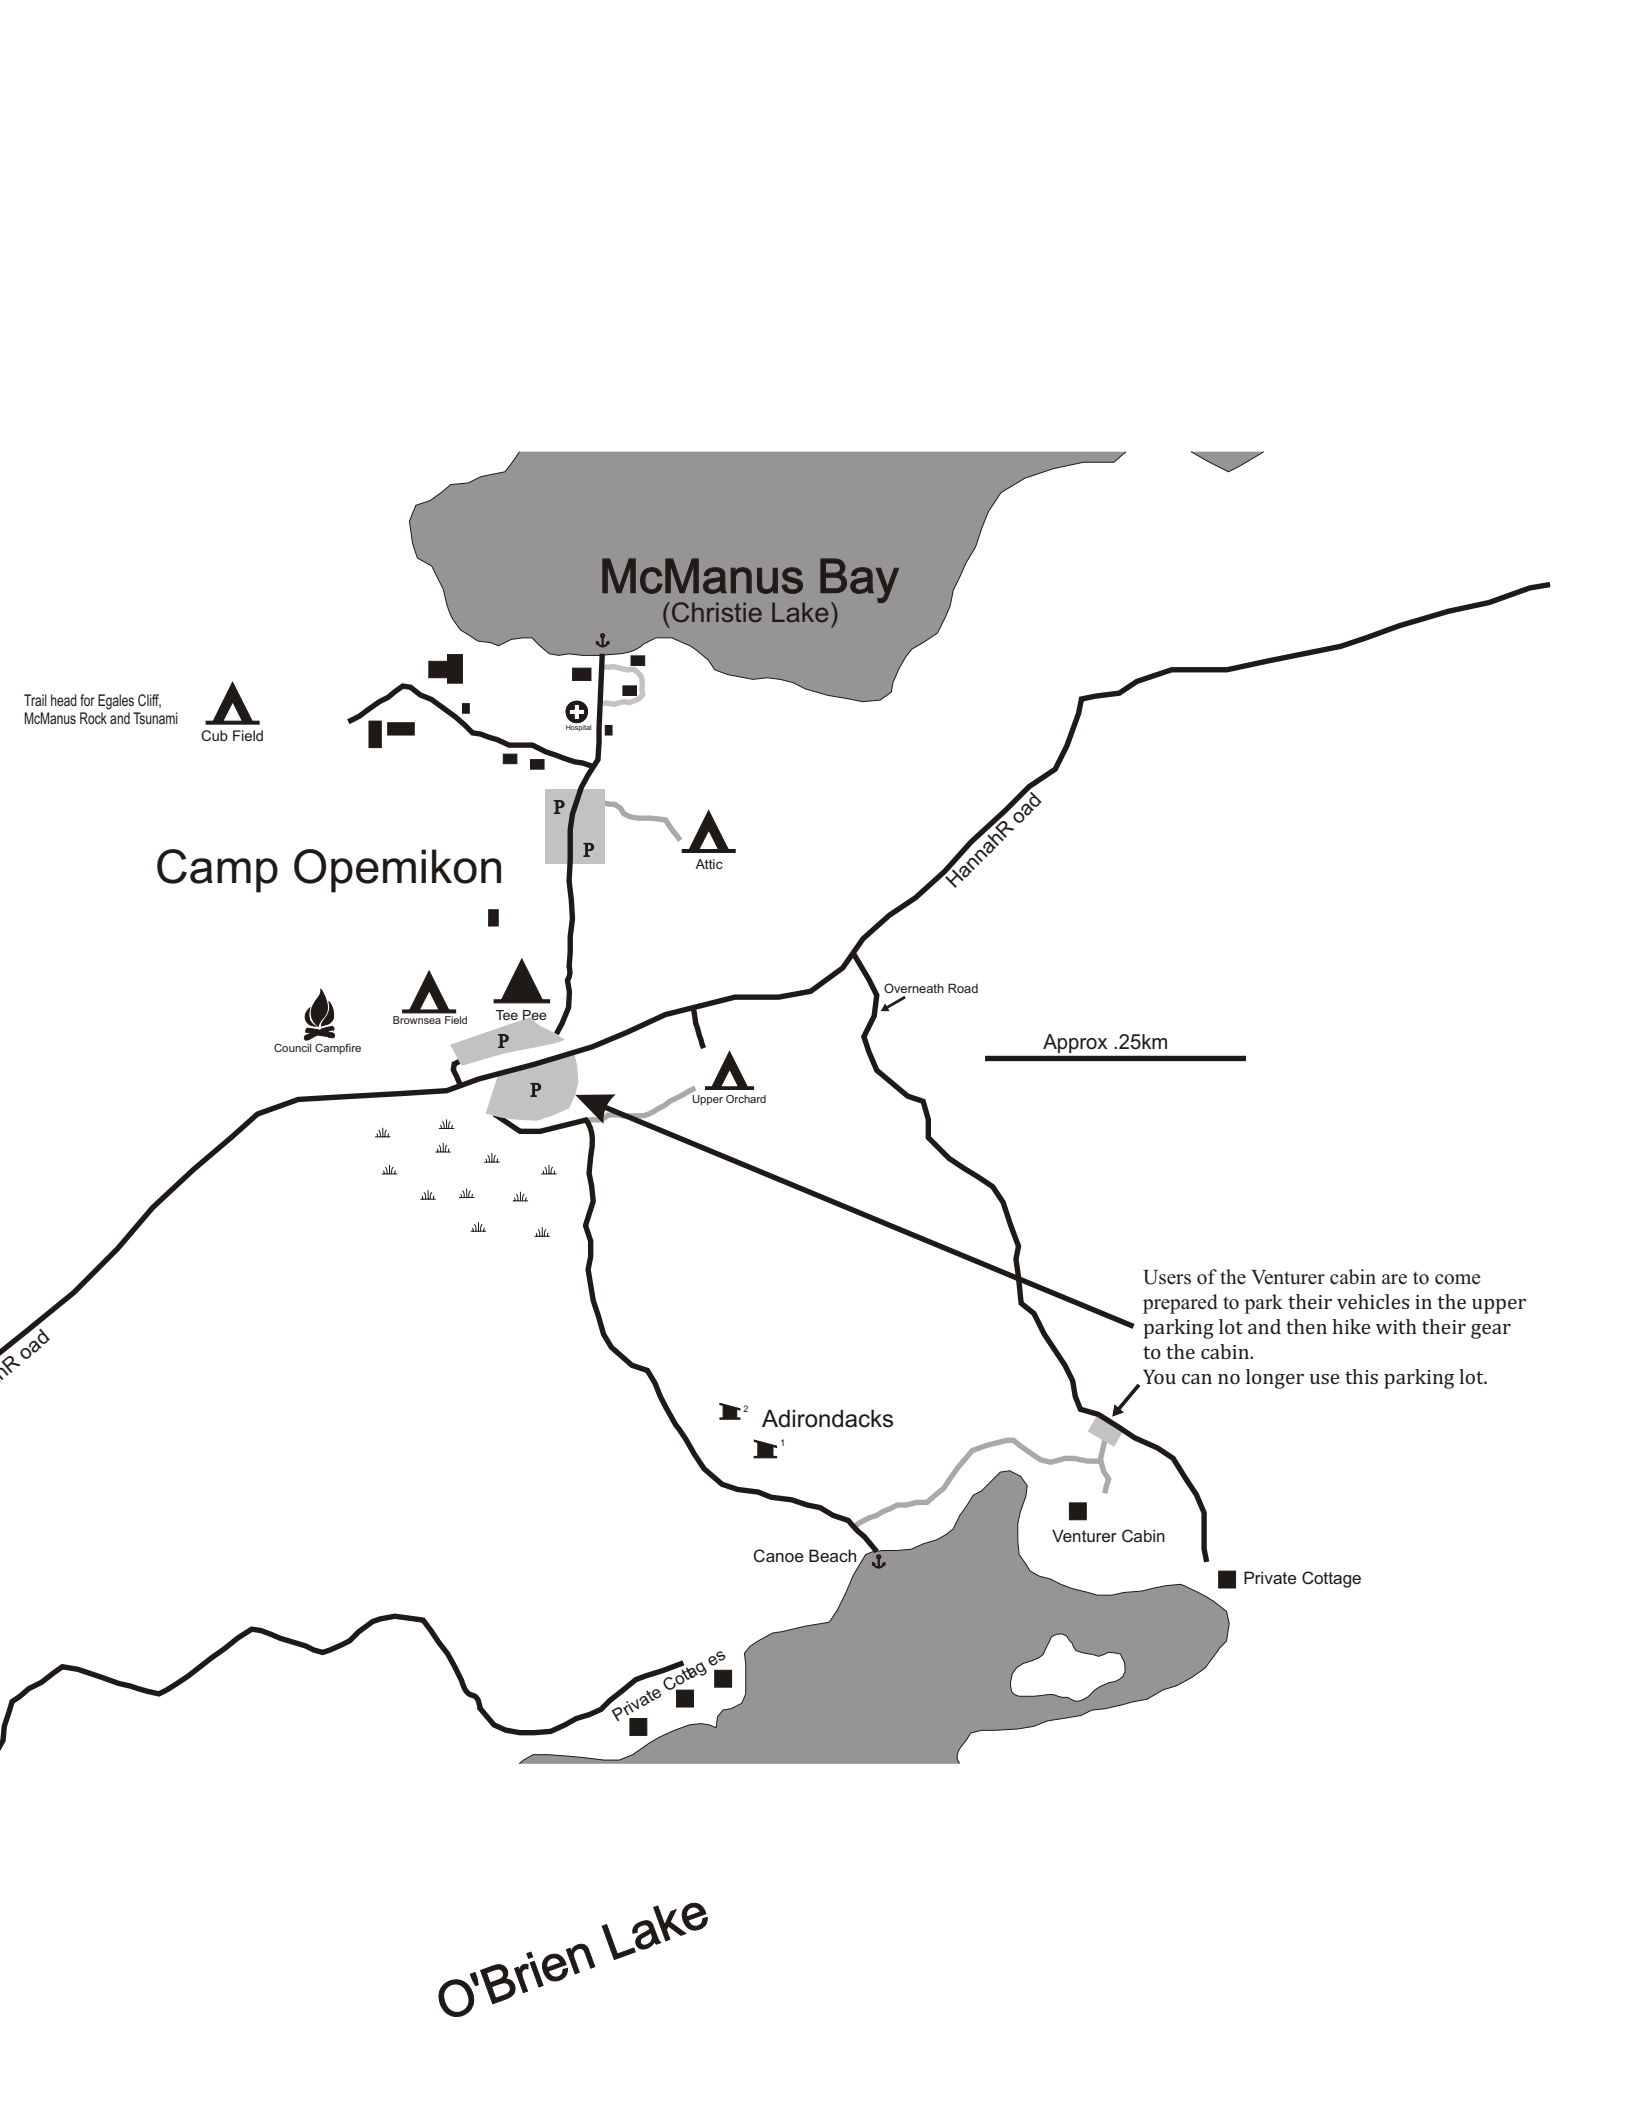 McManus Bay
(Christie Lake)
Trail head for Egales Cliff,
McManus Rock and Tsunami
Cub Field
Hospital
P
P
Attic
Camp Opemikon
HannahR oad
Overneath Road
Tee Pee
Brownsea Field
Council Campfire
P
P
Approx .25km
Upper Orchard
Users of the Venturer cabin are to come
prepared to park their vehicles in the upper
parking lot and then hike with their gear
to the cabin.
You can no longer use this parking lot.
hR oad
2
Adirondacks
1
Venturer Cabin
Canoe Beach
Private Cottage
Private Cottag es
O'Brien Lake